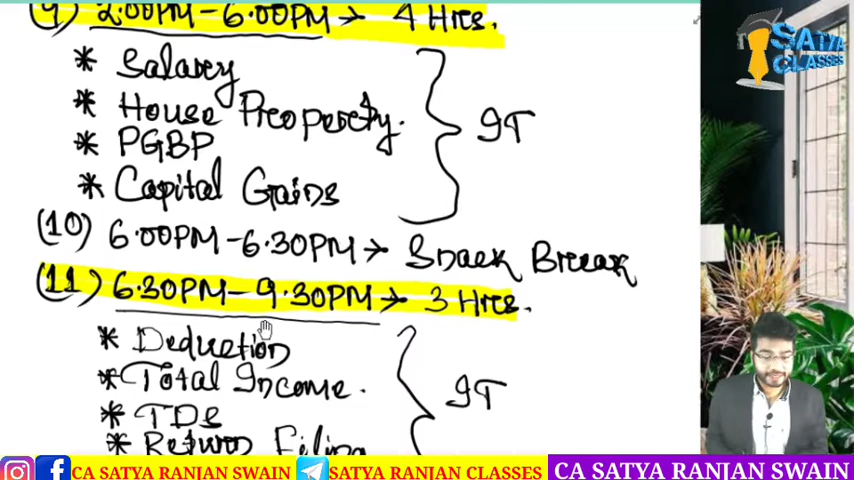 (9) 2.00PM-6.00PM → 4 Hrs.
* Salary
* House Property.
* PGBP
* Capital Gains
IT
(10) 6.00PM-6.30PM → Snack Break
(11) 6.30PM-9.30PM → 3 Hrs.
* Deduction
* Total Income.
* TDS
* Return Filing
IT
SATYA
CLASSES
CA SATYA RANJAN SWAIN
SATYA RANJAN CLASSES
CA SATYA RANJAN SWAIN